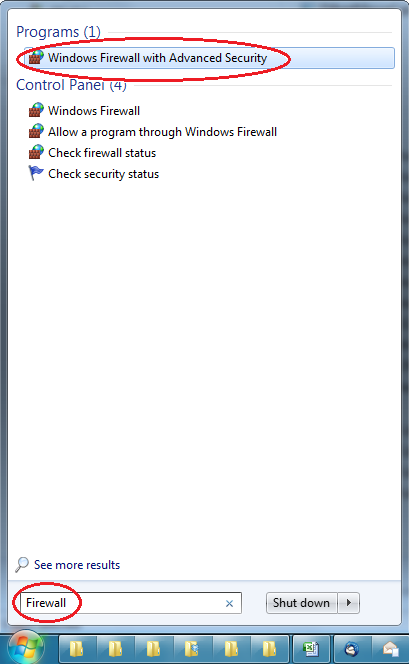 Programs (1)
Windows Firewall with Advanced Security
Control Panel (4)
Windows Firewall
Allow a program through Windows Firewall
Check firewall status
Check security status
See more results
Firewall
Shut down